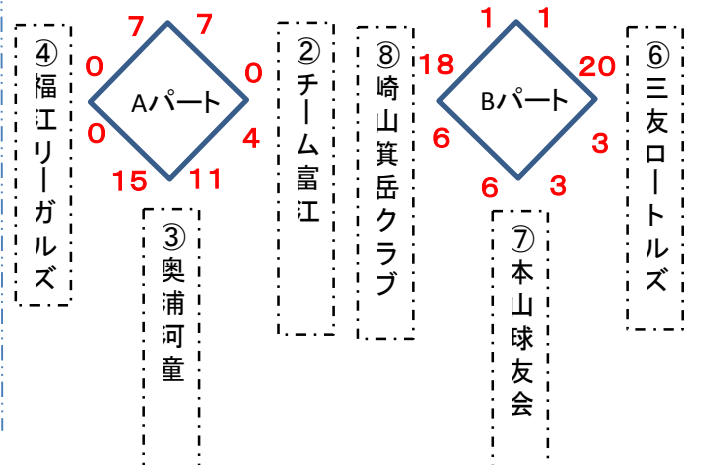 7 7
0 0
Aパート
0 4
15 11
④福江リーガルズ
②チーム富江
③奥浦河童
1 1
18 20
Bパート
6 3
6 3
⑧崎山箕岳クラブ
⑥三友ロートルズ
⑦本山球友会